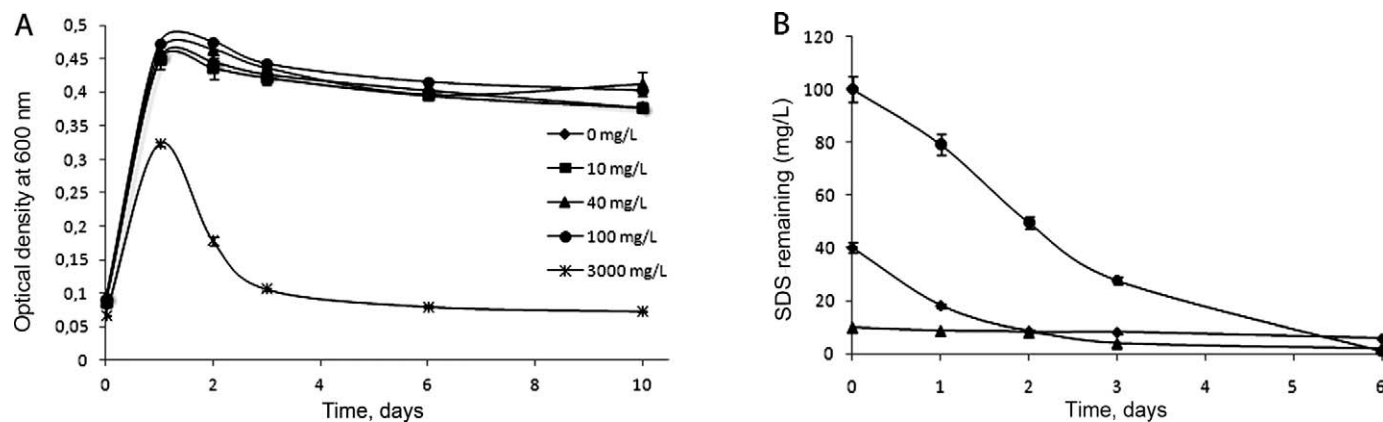 A
Optical density at 600 nm
0,5
0,45
0,4
0,35
0,3
0,25
0,2
0,15
0,1
0,05
0
0 2 4 6 8 10
Time, days
0 mg/L
10 mg/L
40 mg/L
100 mg/L
3000 mg/L
B
SDS remaining (mg/L)
120
100
80
60
40
20
0
0 1 2 3 4 5 6
Time, days